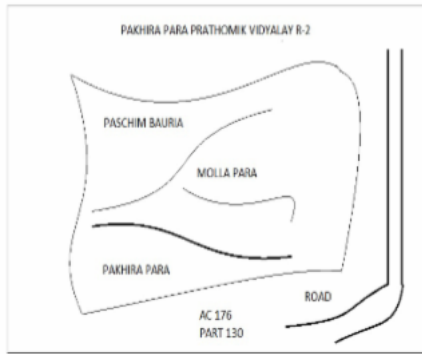 PAKHIRA PARA PRATHOMIK VIDYALAY R-2
PASCHIM BAURIA
MOLLA PARA
PAKHIRA PARA
ROAD
AC 176
PART 130